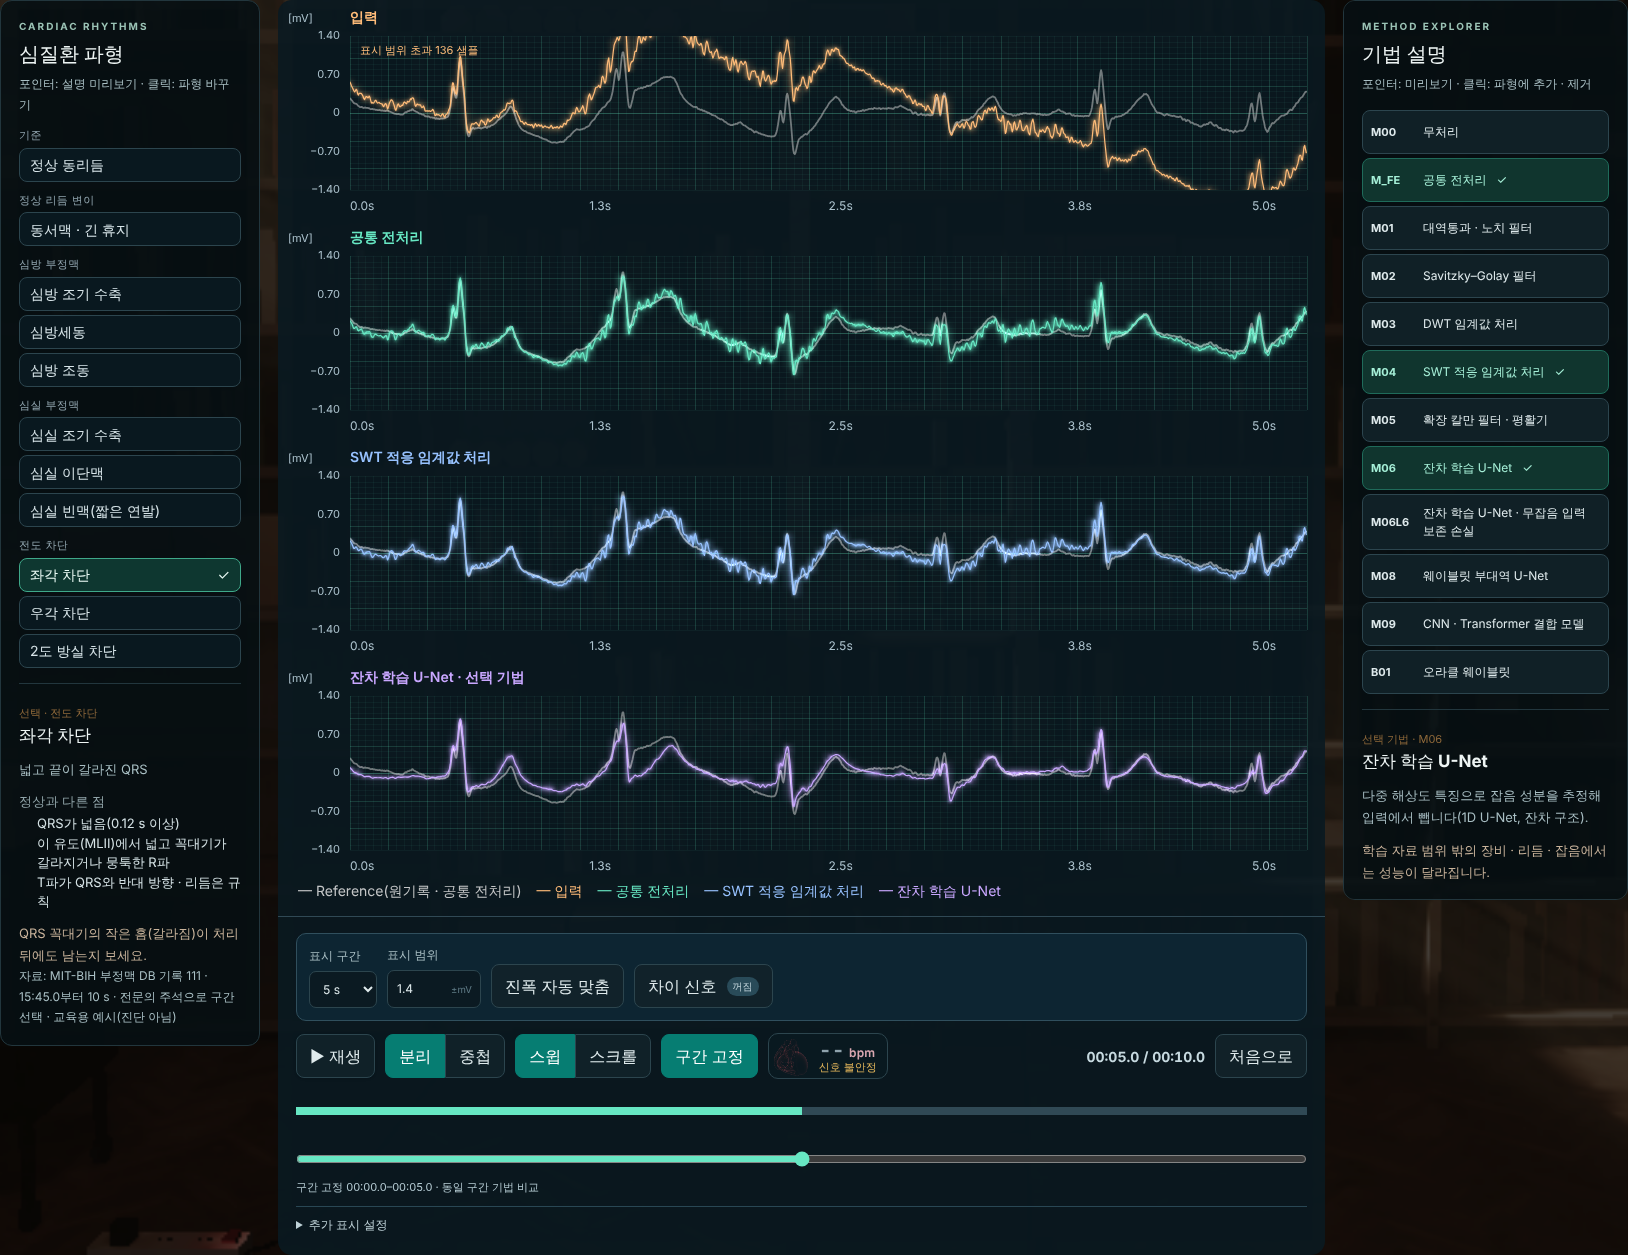 CARDIAC RHYTHMS
심질환 파형
포인터: 설명 미리보기 · 클릭: 파형 바꾸
기
기준
정상 동리듬
정상 리듬 변이
동서맥 · 긴 휴지
심방 부정맥
심방 조기 수축
심방세동
심방 조동
심실 부정맥
심실 조기 수축
심실 이단맥
심실 빈맥(짧은 연발)
전도 차단
좌각 차단 ✓
우각 차단
2도 방실 차단
선택 · 전도 차단
좌각 차단
넓고 끝이 갈라진 QRS
정상과 다른 점
QRS가 넓음(0.12 s 이상)
이 유도(MLII)에서 넓고 꼭대기가
갈라지거나 뭉툭한 R파
T파가 QRS와 반대 방향 · 리듬은 규
칙
QRS 꼭대기의 작은 홈(갈라짐)이 처리
뒤에도 남는지 보세요.
자료: MIT-BIH 부정맥 DB 기록 111 ·
15:45.0부터 10 s · 전문의 주석으로 구간
선택 · 교육용 예시(진단 아님)
[mV] 입력
표시 범위 초과 136 샘플
1.40
0.70
0
−0.70
−1.40
0.0s 1.3s 2.5s 3.8s 5.0s
[mV] 공통 전처리
1.40
0.70
0
−0.70
−1.40
0.0s 1.3s 2.5s 3.8s 5.0s
[mV] SWT 적응 임계값 처리
1.40
0.70
0
−0.70
−1.40
0.0s 1.3s 2.5s 3.8s 5.0s
[mV] 잔차 학습 U-Net · 선택 기법
1.40
0.70
0
−0.70
−1.40
0.0s 1.3s 2.5s 3.8s 5.0s
— Reference(원기록 · 공통 전처리) — 입력 — 공통 전처리 — SWT 적응 임계값 처리 — 잔차 학습 U-Net
표시 구간 표시 범위
5 s 1.4 ±mV 진폭 자동 맞춤 차이 신호 꺼짐
▶ 재생 분리 중첩 스윕 스크롤 구간 고정 -- bpm 00:05.0 / 00:10.0 처음으로
신호 불안정
구간 고정 00:00.0–00:05.0 · 동일 구간 기법 비교
▶ 추가 표시 설정
METHOD EXPLORER
기법 설명
포인터: 미리보기 · 클릭: 파형에 추가 · 제거
M00 무처리
M_FE 공통 전처리 ✓
M01 대역통과 · 노치 필터
M02 Savitzky–Golay 필터
M03 DWT 임계값 처리
M04 SWT 적응 임계값 처리 ✓
M05 확장 칼만 필터 · 평활기
M06 잔차 학습 U-Net ✓
M06L6 잔차 학습 U-Net · 무잡음 입력
보존 손실
M08 웨이블릿 부대역 U-Net
M09 CNN · Transformer 결합 모델
B01 오라클 웨이블릿
선택 기법 · M06
잔차 학습 U-Net
다중 해상도 특징으로 잡음 성분을 추정해
입력에서 뺍니다(1D U-Net, 잔차 구조).
학습 자료 범위 밖의 장비 · 리듬 · 잡음에서
는 성능이 달라집니다.